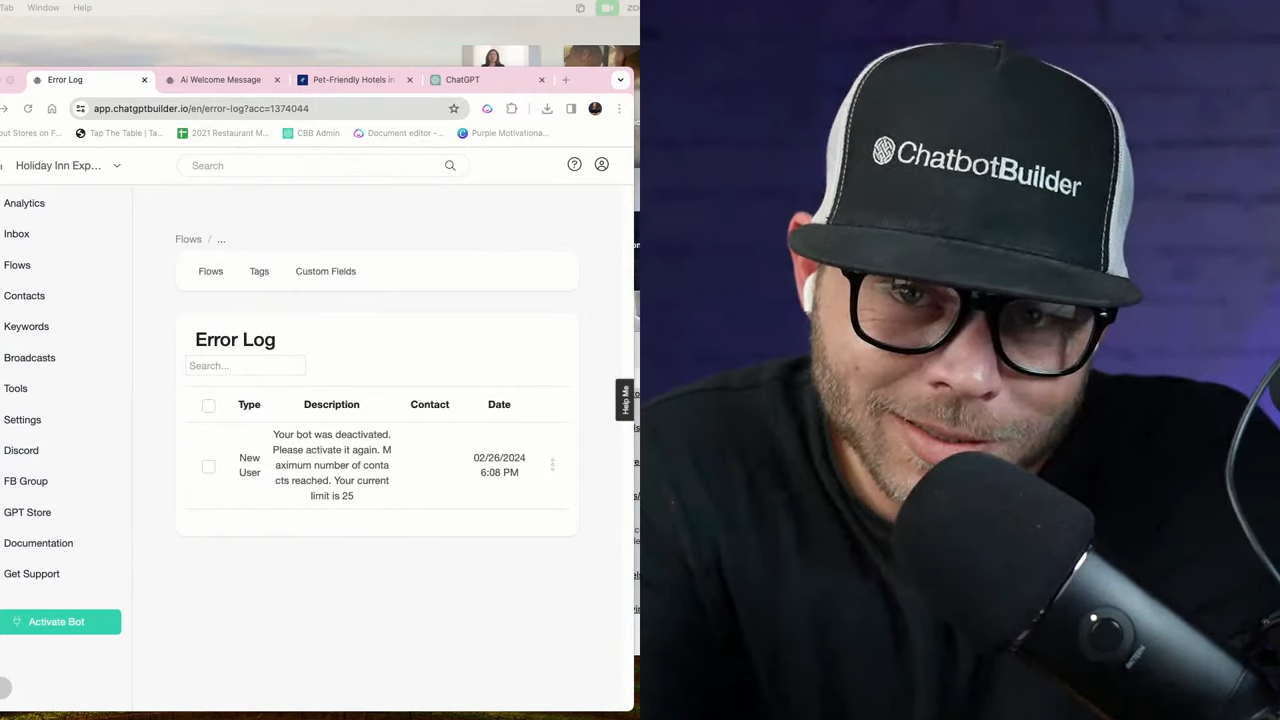 Tab Window Help
Error Log
Ai Welcome Message
Pet-Friendly Hotels in
ChatGPT
app.chatgptbuilder.io/en/error-log?acc=1374044
out Stores on F...
Tap The Table | Ta...
2021 Restaurant M...
CBB Admin
Document editor -...
Purple Motivationa...
Holiday Inn Exp...
Search
Analytics
Inbox
Flows
Contacts
Keywords
Broadcasts
Tools
Settings
Discord
FB Group
GPT Store
Documentation
Get Support
Activate Bot
Flows / ...
Flows Tags Custom Fields
Error Log
Search...
Type Description Contact Date
New
User
Your bot was deactivated.
Please activate it again. M
aximum number of conta
cts reached. Your current
limit is 25
02/26/2024
6:08 PM
Help Me
ChatbotBuilder
PATTERN